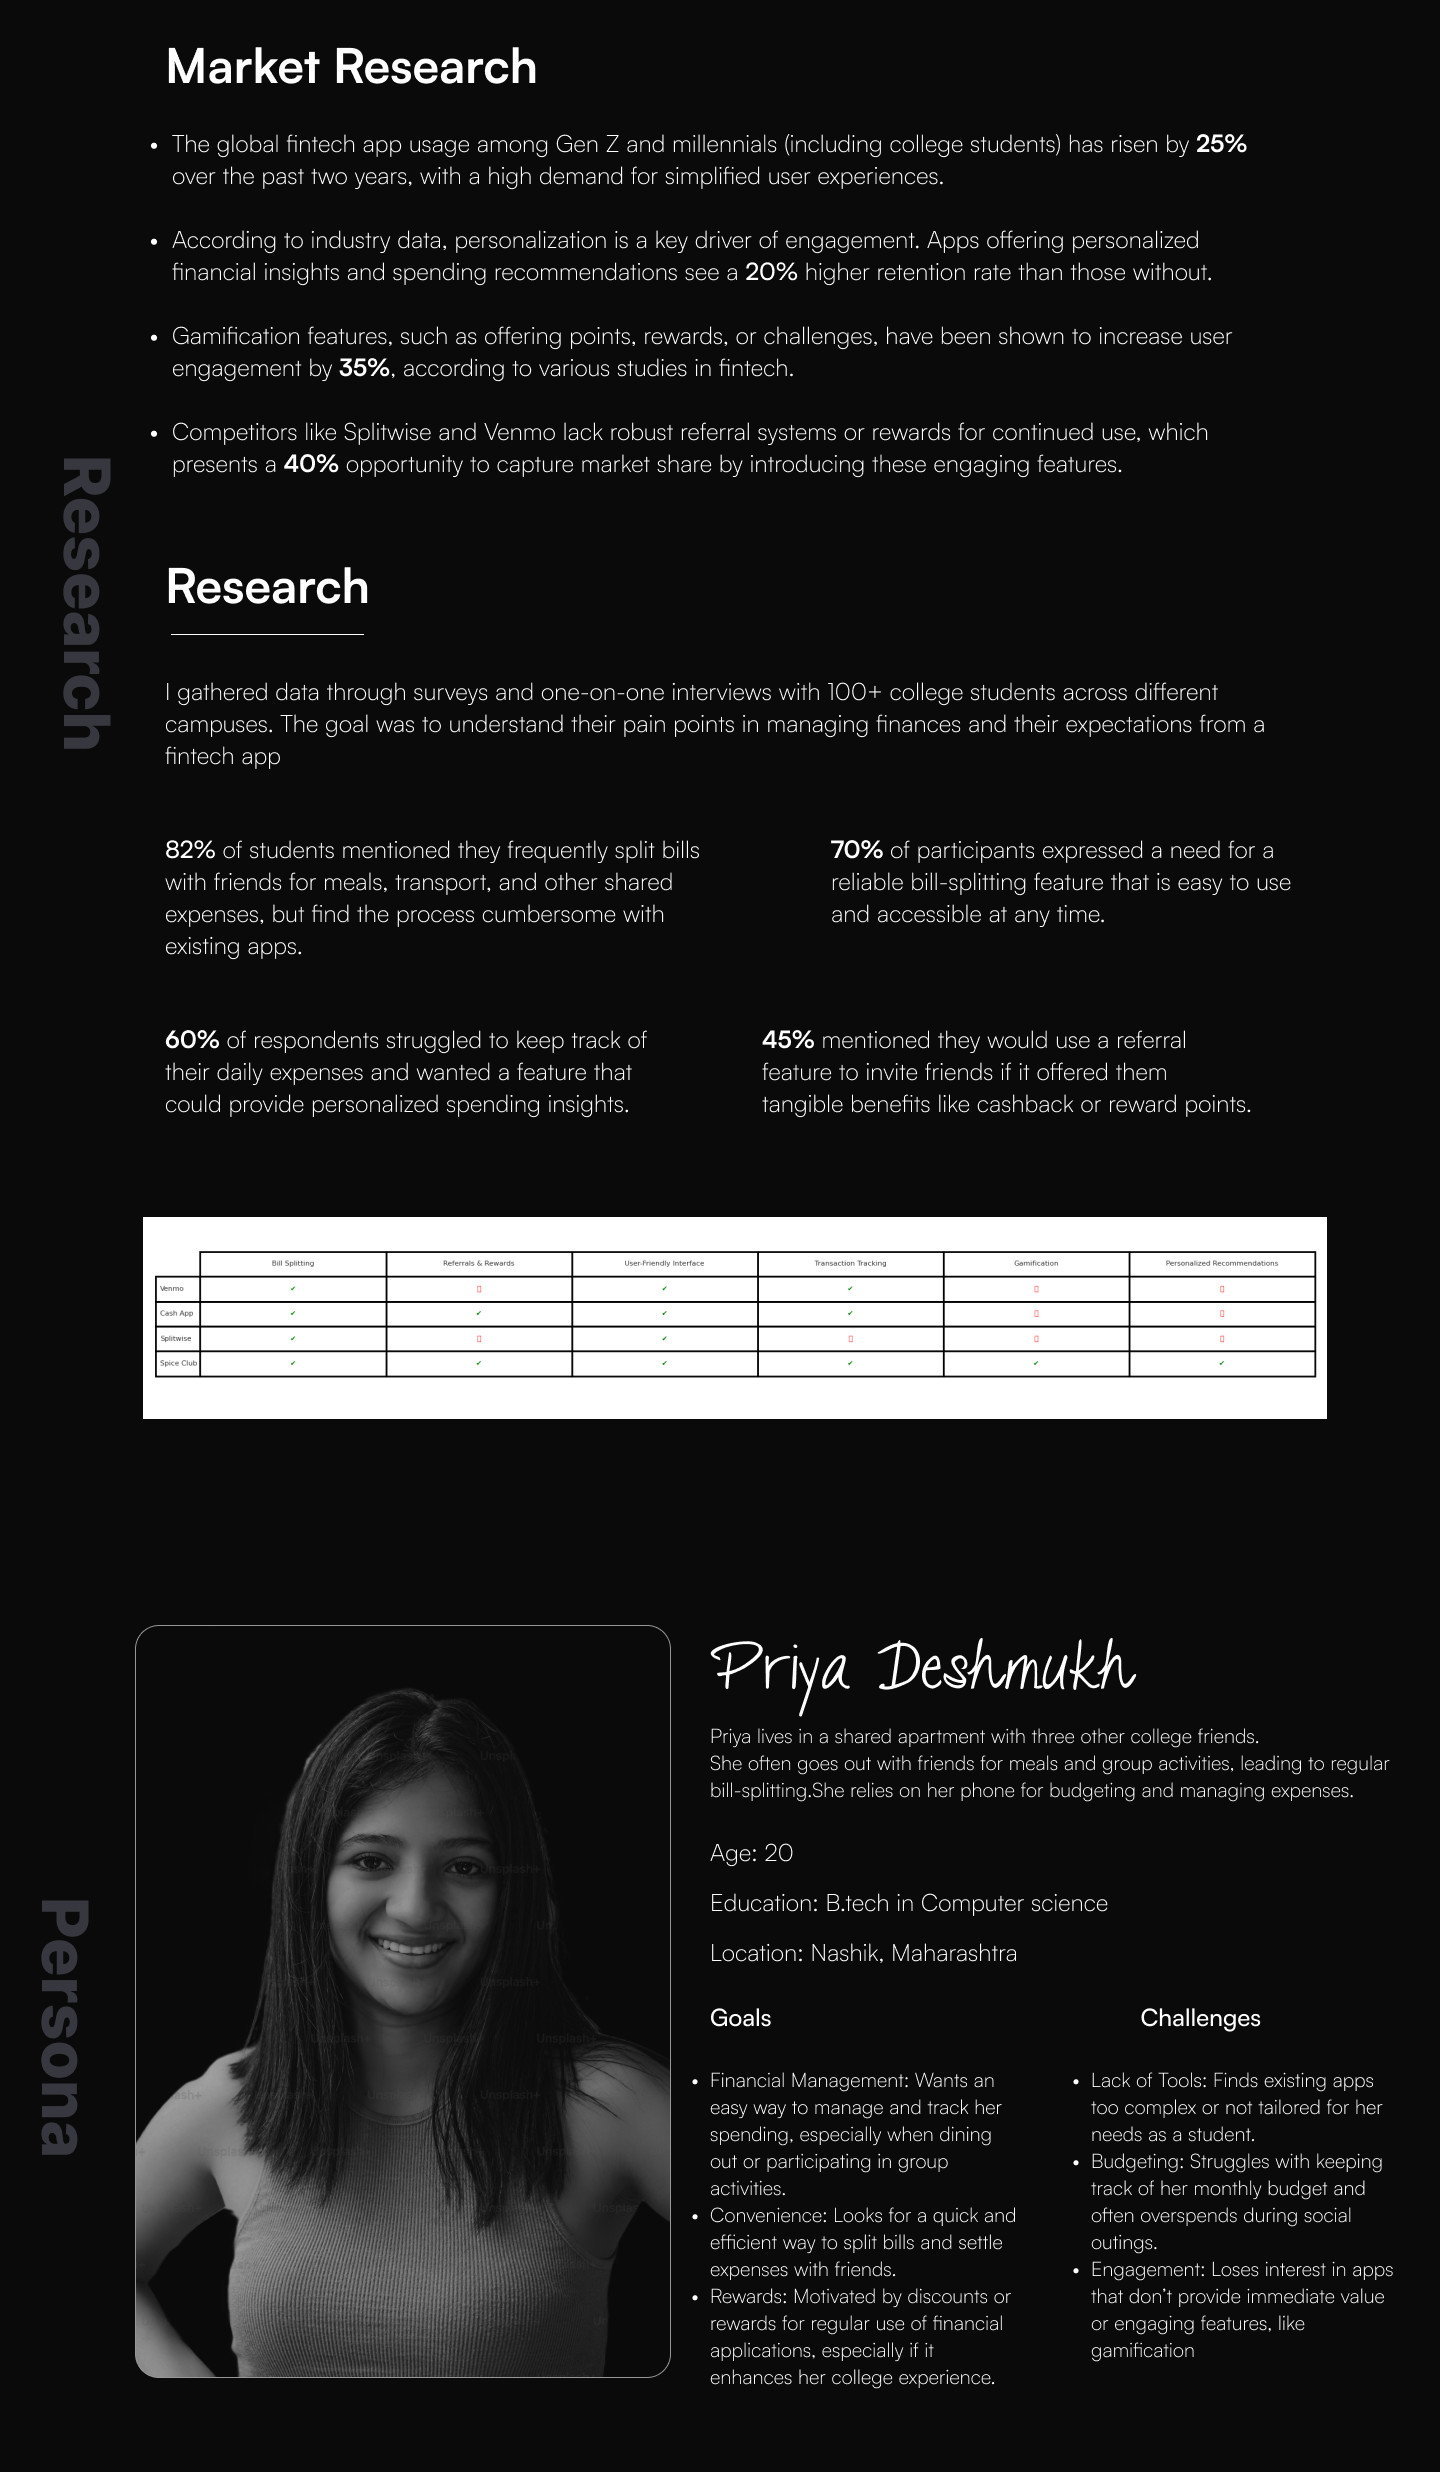 Market Research
• The global fintech app usage among Gen Z and millennials (including college students) has risen by 25%
over the past two years, with a high demand for simplified user experiences.
• According to industry data, personalization is a key driver of engagement. Apps offering personalized
financial insights and spending recommendations see a 20% higher retention rate than those without.
• Gamification features, such as offering points, rewards, or challenges, have been shown to increase user
engagement by 35%, according to various studies in fintech.
• Competitors like Splitwise and Venmo lack robust referral systems or rewards for continued use, which
presents a 40% opportunity to capture market share by introducing these engaging features.
Research
Research
I gathered data through surveys and one-on-one interviews with 100+ college students across different
campuses. The goal was to understand their pain points in managing finances and their expectations from a
fintech app
82% of students mentioned they frequently split bills
with friends for meals, transport, and other shared
expenses, but find the process cumbersome with
existing apps.
70% of participants expressed a need for a
reliable bill-splitting feature that is easy to use
and accessible at any time.
60% of respondents struggled to keep track of
their daily expenses and wanted a feature that
could provide personalized spending insights.
45% mentioned they would use a referral
feature to invite friends if it offered them
tangible benefits like cashback or reward points.
Bill Splitting Referrals & Rewards User-Friendly Interface Transaction Tracking Gamification Personalized Recommendations
Venmo ✔ ▯ ✔ ✔ ▯ ▯
Cash App ✔ ✔ ✔ ✔ ▯ ▯
Splitwise ✔ ▯ ✔ ▯ ▯ ▯
Spice Club ✔ ✔ ✔ ✔ ✔ ✔
Persona
Priya Deshmukh
Priya lives in a shared apartment with three other college friends.
She often goes out with friends for meals and group activities, leading to regular
bill-splitting.She relies on her phone for budgeting and managing expenses.
Age: 20
Education: B.tech in Computer science
Location: Nashik, Maharashtra
Goals
• Financial Management: Wants an
easy way to manage and track her
spending, especially when dining
out or participating in group
activities.
• Convenience: Looks for a quick and
efficient way to split bills and settle
expenses with friends.
• Rewards: Motivated by discounts or
rewards for regular use of financial
applications, especially if it
enhances her college experience.
Challenges
• Lack of Tools: Finds existing apps
too complex or not tailored for her
needs as a student.
• Budgeting: Struggles with keeping
track of her monthly budget and
often overspends during social
outings.
• Engagement: Loses interest in apps
that don't provide immediate value
or engaging features, like
gamification
Unsplash+